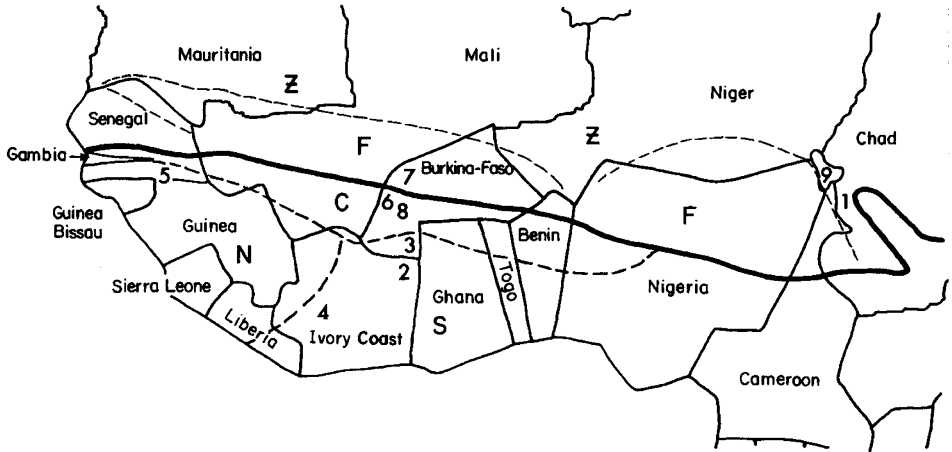 Mauritania
Mali
Ƶ
Niger
Senegal
Ƶ
Chad
F
Gambia
Burkina-Faso
7
9
5
6
C
8
F
1
Guinea
Bissau
Guinea
N
3
Benin
2
Togo
Sierra Leone
Ghana
Nigeria
Liberia
4
Ivory Coast
S
Cameroon